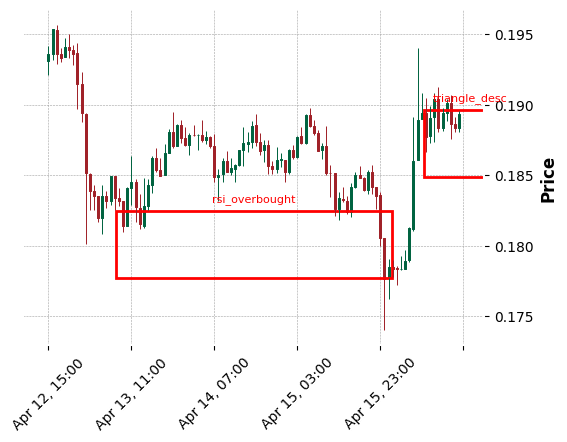 0.195
triangle_desc
0.190
0.185
rsi_overbought
0.180
0.175
Price
Apr 12, 15:00
Apr 13, 11:00
Apr 14, 07:00
Apr 15, 03:00
Apr 15, 23:00